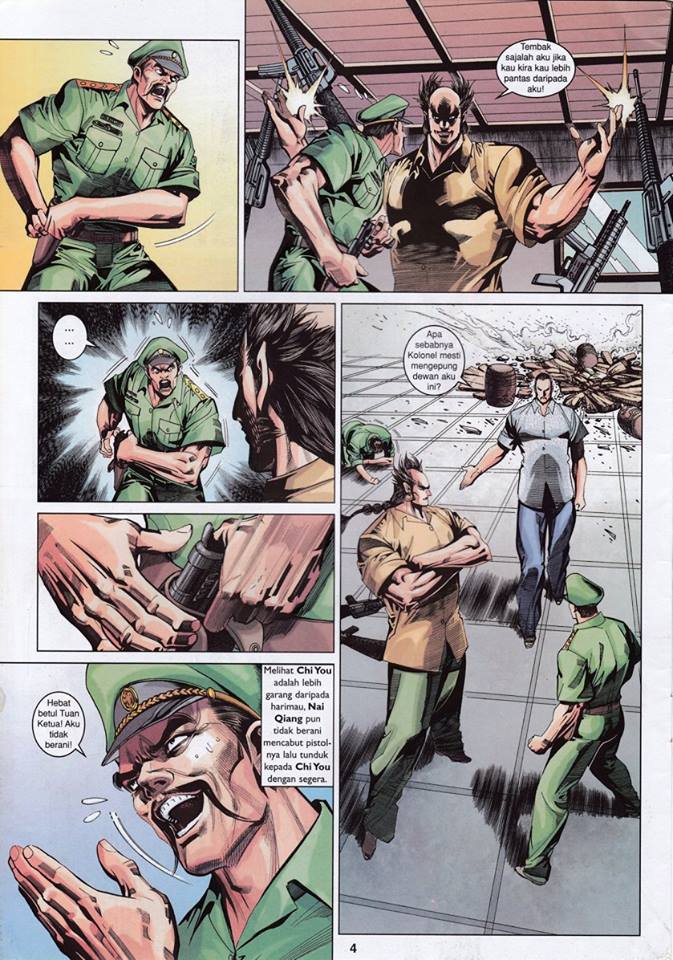 Tembak
sajalah aku jika
kau kira kau lebih
pantas daripada
aku!
... 
...
Apa
sebabnya
Kolonel mesti
mengepung
dewan aku
ini?
Hebat
betul Tuan
Ketua! Aku
tidak
berani!
Melihat Chi You
adalah lebih
garang daripada
harimau, Nai
Qiang pun
tidak berani
mencabut pistol-
nya lalu tunduk
kepada Chi You
dengan segera.
4